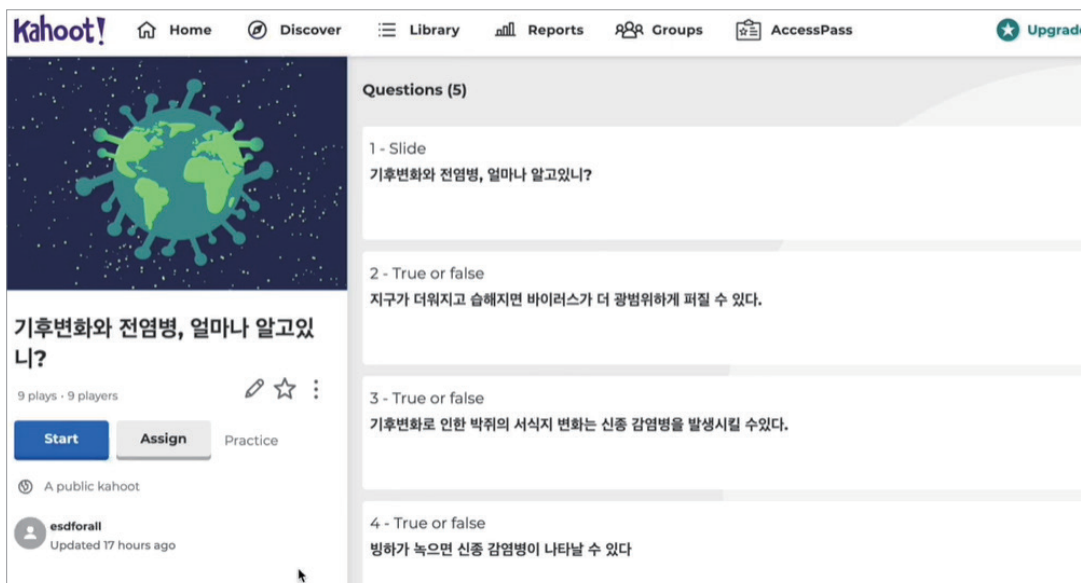 Kahoot! Home Discover Library Reports Groups AccessPass Upgrade
기후변화와 전염병, 얼마나 알고있
니?
9 plays · 9 players
Start Assign Practice
A public kahoot
esdforall
Updated 17 hours ago
Questions (5)
1 - Slide
기후변화와 전염병, 얼마나 알고있니?
2 - True or false
지구가 더워지고 습해지면 바이러스가 더 광범위하게 퍼질 수 있다.
3 - True or false
기후변화로 인한 박쥐의 서식지 변화는 신종 감염병을 발생시킬 수있다.
4 - True or false
빙하가 녹으면 신종 감염병이 나타날 수 있다